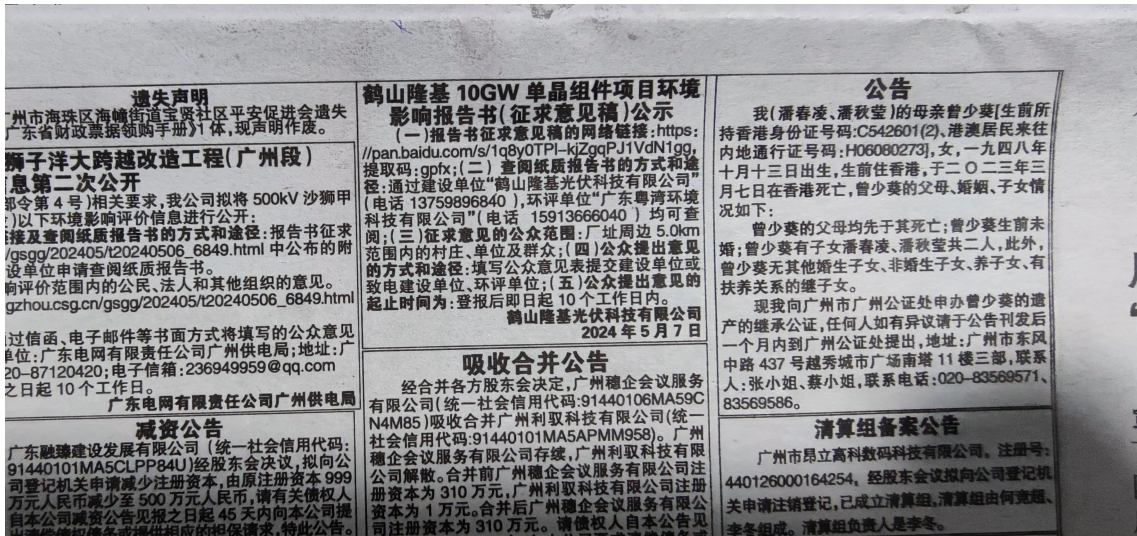 遗失声明
广州市海珠区海幢街道宝贤社区平安促进会遗失
广东省财政票据领购手册》1体,现声明作废。
狮子洋大跨越改造工程(广州段)
息第二次公开
部令第4号)相关要求,我公司拟将500kV沙狮甲
)以下环境影响评价信息进行公开:
接及查阅纸质报告书的方式和途径:报告书征求
/gsgg/202405/t20240506_6849.html中公布的附
设单位申请查阅纸质报告书。
响评价范围内的公民、法人和其他组织的意见。
gzhou.csg.cn/gsgg/202405/t20240506_6849.html
过信函、电子邮件等书面方式将填写的公众意见
单位:广东电网有限责任公司广州供电局;地址:广
20-87120420;电子信箱:236949959@qq.com
之日起10个工作日。
广东电网有限责任公司广州供电局
减资公告
广东融臻建设发展有限公司(统一社会信用代码:
91440101MA5CLPP84U)经股东会决议,拟向公
司登记机关申请减少注册资本,由原注册资本999
万元人民币减少至500万元人民币,请有关债权人
自本公司减资公告见报之日起45天内向本公司提
出清偿债权债务或提供相应的担保请求,特此公告。
鹤山隆基10GW单晶组件项目环境
影响报告书(征求意见稿)公示
(一)报告书征求意见稿的网络链接:https:
//pan.baidu.com/s/1q8y0TPI-kjZgqPJ1VdN1gg,
提取码:gpfx;(二)查阅纸质报告书的方式和途
径:通过建设单位“鹤山隆基光伏科技有限公司”
(电话13759896840),环评单位“广东粤湾环境
科技有限公司”(电话15913666040)均可查
阅;(三)征求意见的公众范围:厂址周边5.0km
范围内的村庄、单位及群众;(四)公众提出意见
的方式和途径:填写公众意见表提交建设单位或
致电建设单位、环评单位;(五)公众提出意见的
起止时间为:登报后即日起10个工作日内。
鹤山隆基光伏科技有限公司
2024年5月7日
吸收合并公告
经合并各方股东会决定,广州穗企会议服务
有限公司(统一社会信用代码:91440106MA59C
N4M85)吸收合并广州利驭科技有限公司(统一
社会信用代码:91440101MA5APMM958)。广州
穗企会议服务有限公司存续,广州利驭科技有限
公司解散。合并前广州穗企会议服务有限公司注
册资本为310万元,广州利驭科技有限公司注册
资本为1万元。合并后广州穗企会议服务有限公
司注册资本为310万元。请债权人自本公告见
公告
我(潘春凌、潘秋莹)的母亲曾少葵[生前所
持香港身份证号码:C542601(2)、港澳居民来往
内地通行证号码:H06080273],女,一九四八年
十月十三日出生,生前住香港,于二〇二三年三
月七日在香港死亡,曾少葵的父母、婚姻、子女情
况如下:
曾少葵的父母均先于其死亡;曾少葵生前未
婚;曾少葵有子女潘春凌、潘秋莹共二人,此外,
曾少葵无其他婚生子女、非婚生子女、养子女、有
扶养关系的继子女。
现我向广州市广州公证处申办曾少葵的遗
产的继承公证,任何人如有异议请于公告刊发后
一个月内到广州公证处提出,地址:广州市东风
中路437号越秀城市广场南塔11楼三部,联系
人:张小姐、蔡小姐,联系电话:020-83569571、
83569586。
清算组备案公告
广州市昂立高科数码科技有限公司,注册号:
440126000164254,经股东会议拟向公司登记机
关申请注销登记,已成立清算组,清算组由何竞超、
李冬组成。清算组负责人是李冬。